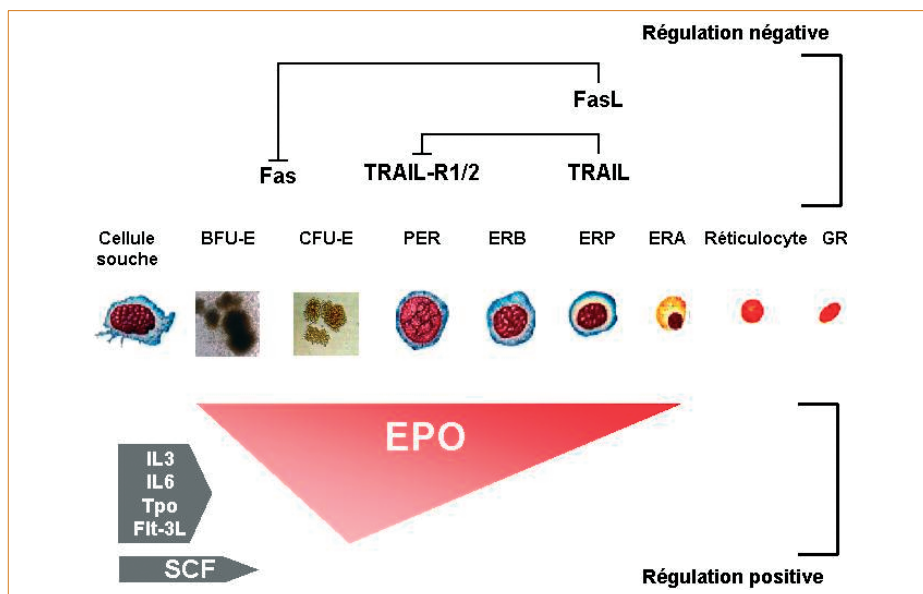 Régulation négative
FasL
Fas
TRAIL-R1/2
TRAIL
Cellule
souche
BFU-E
CFU-E
PER
ERB
ERP
ERA
Réticulocyte
GR
EPO
IL3
IL6
Tpo
Flt-3L
SCF
Régulation positive